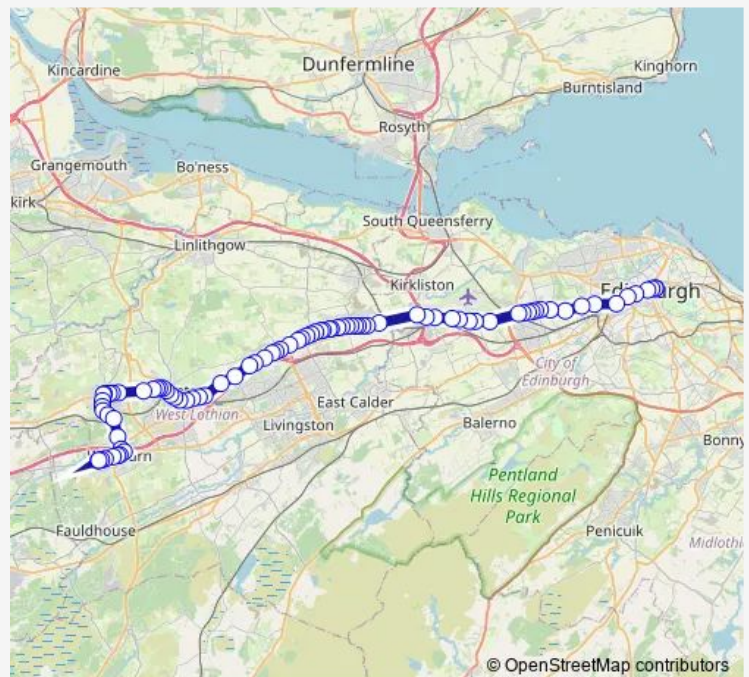 Kincardine
Dunfermline
Kinghorn
Burntisland
Rosyth
Grangemouth
Bo'ness
kirk
South Queensferry
Linlithgow
Kirkliston
Edinburgh
City of
Edinburgh
West Lothian
East Calder
Livingston
Balerno
Bonny
Pentland
Hills Regional
Park
Fauldhouse
Penicuik
Midlothi
© OpenStreetMap contributors